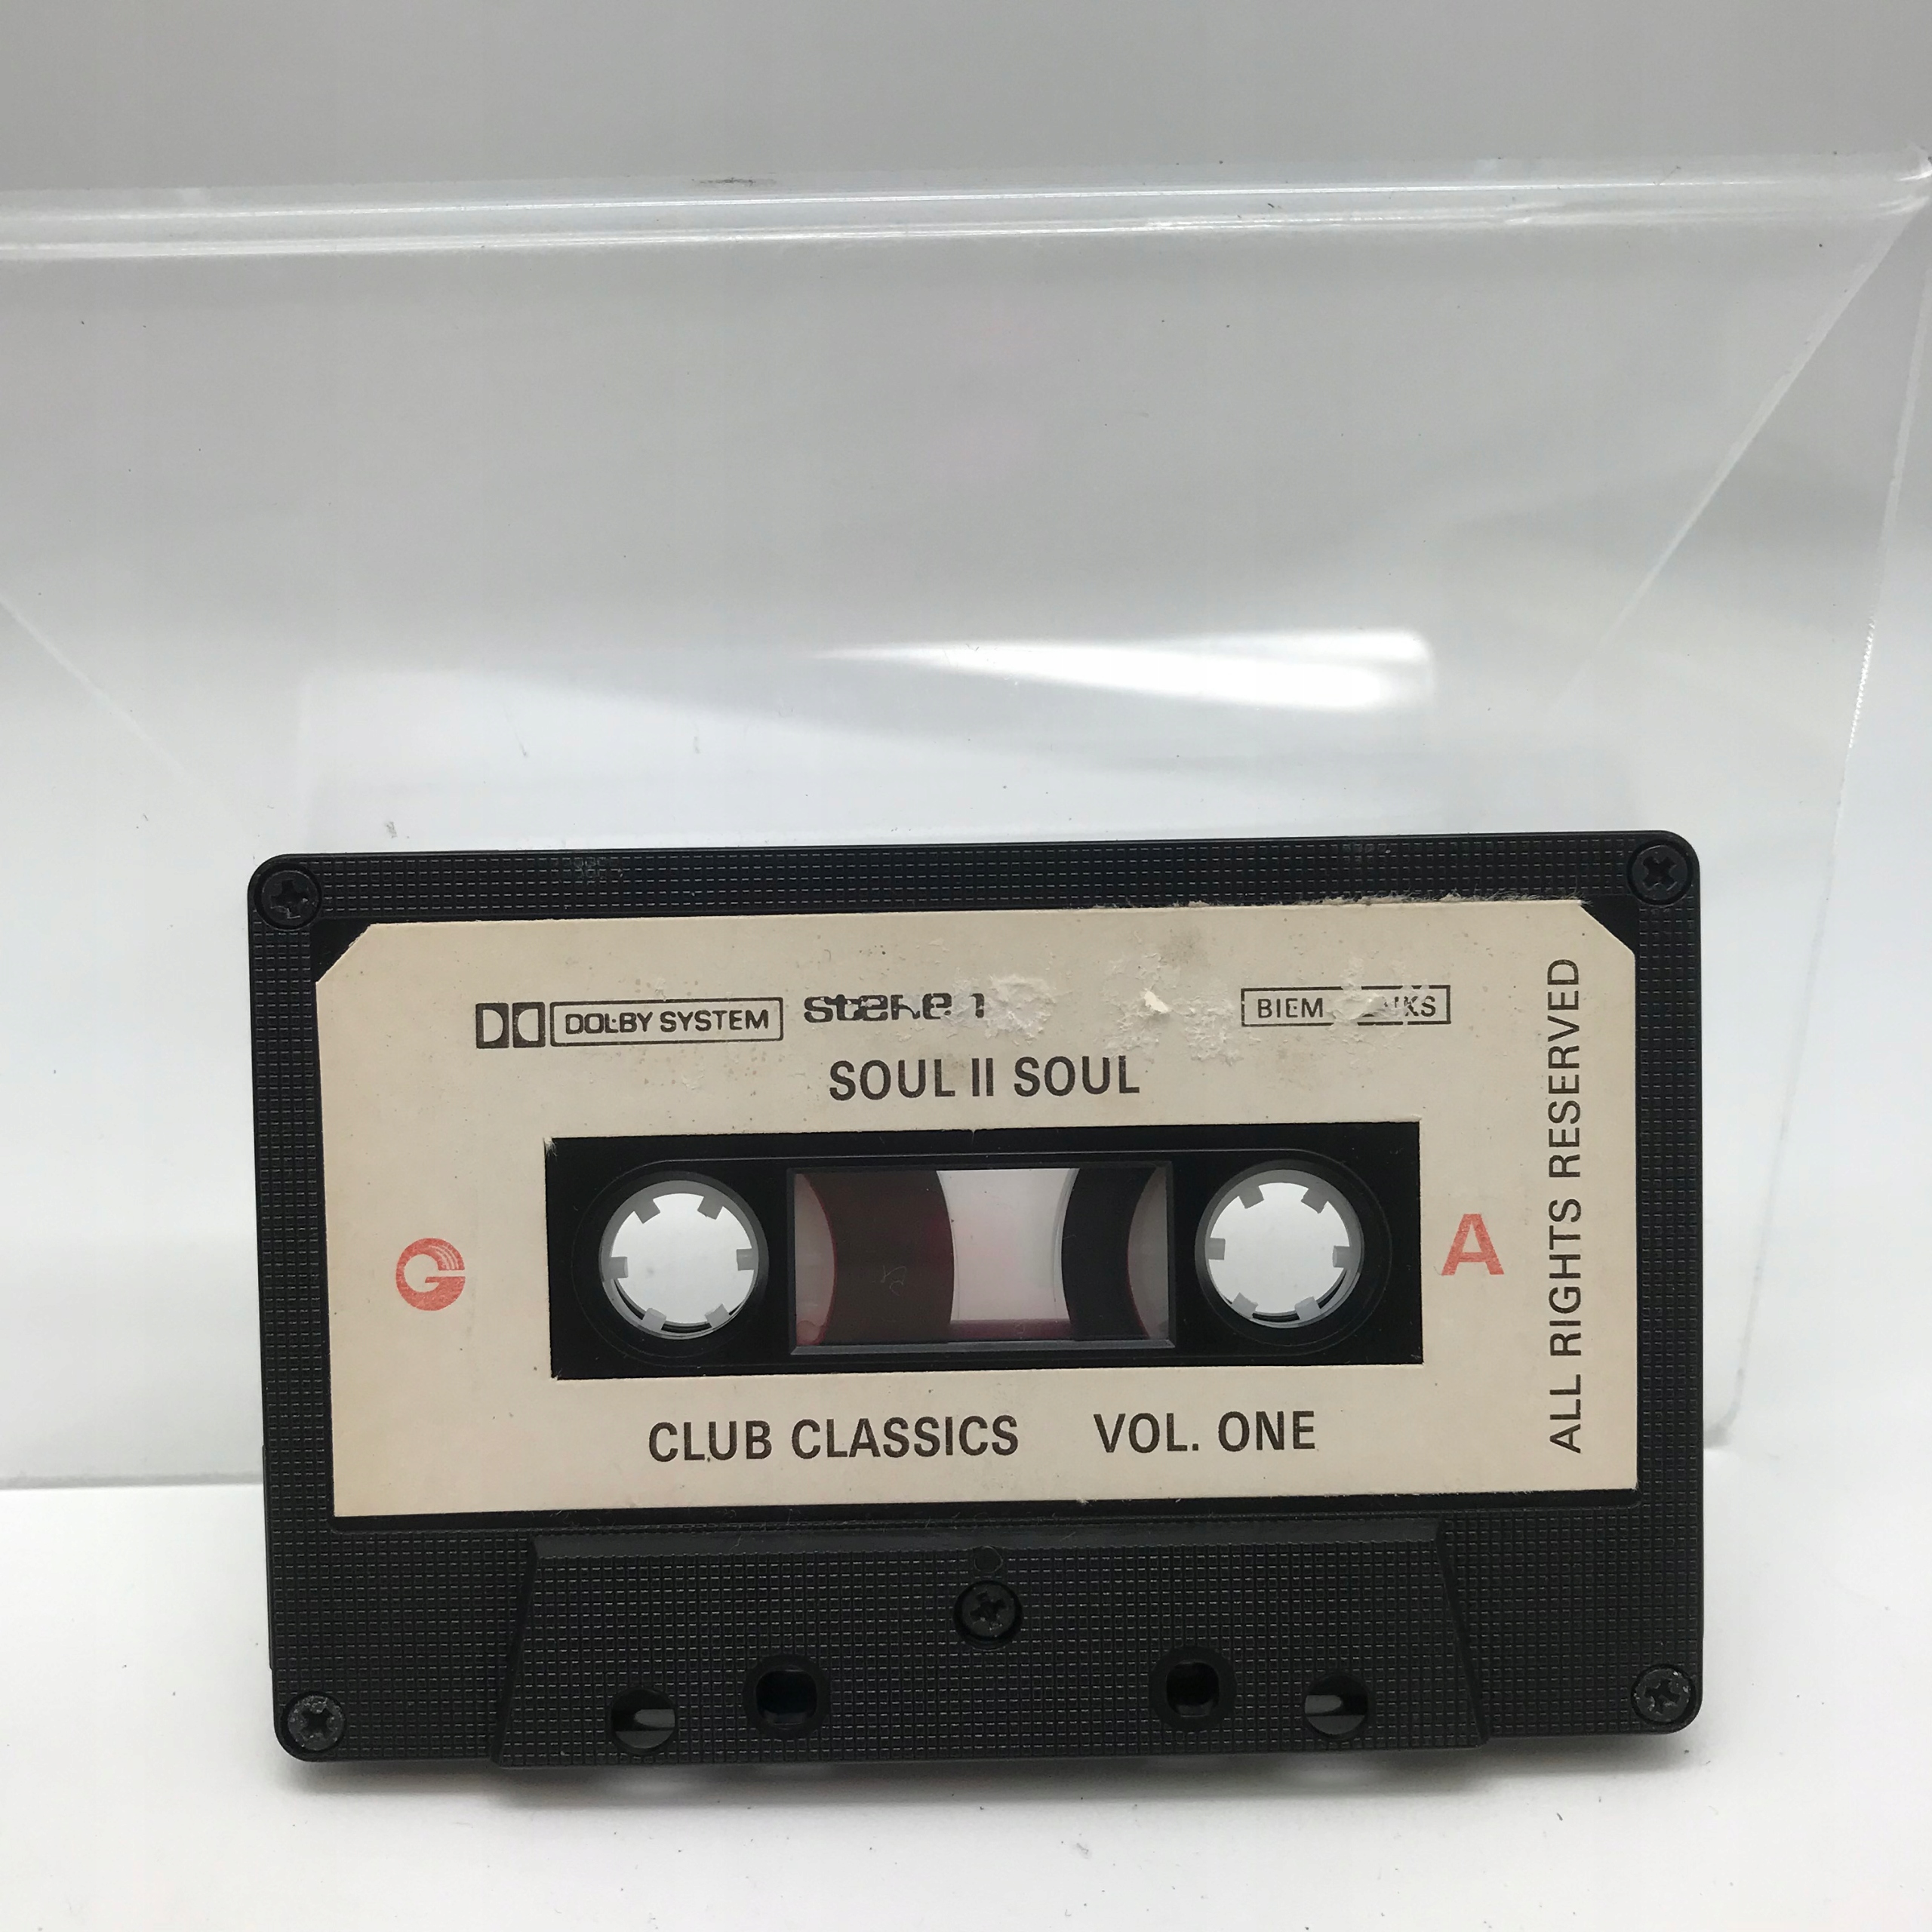 DOLBY SYSTEM
BIEM
SOUL II SOUL
A
CLUB CLASSICS VOL. ONE
ALL RIGHTS RESERVED